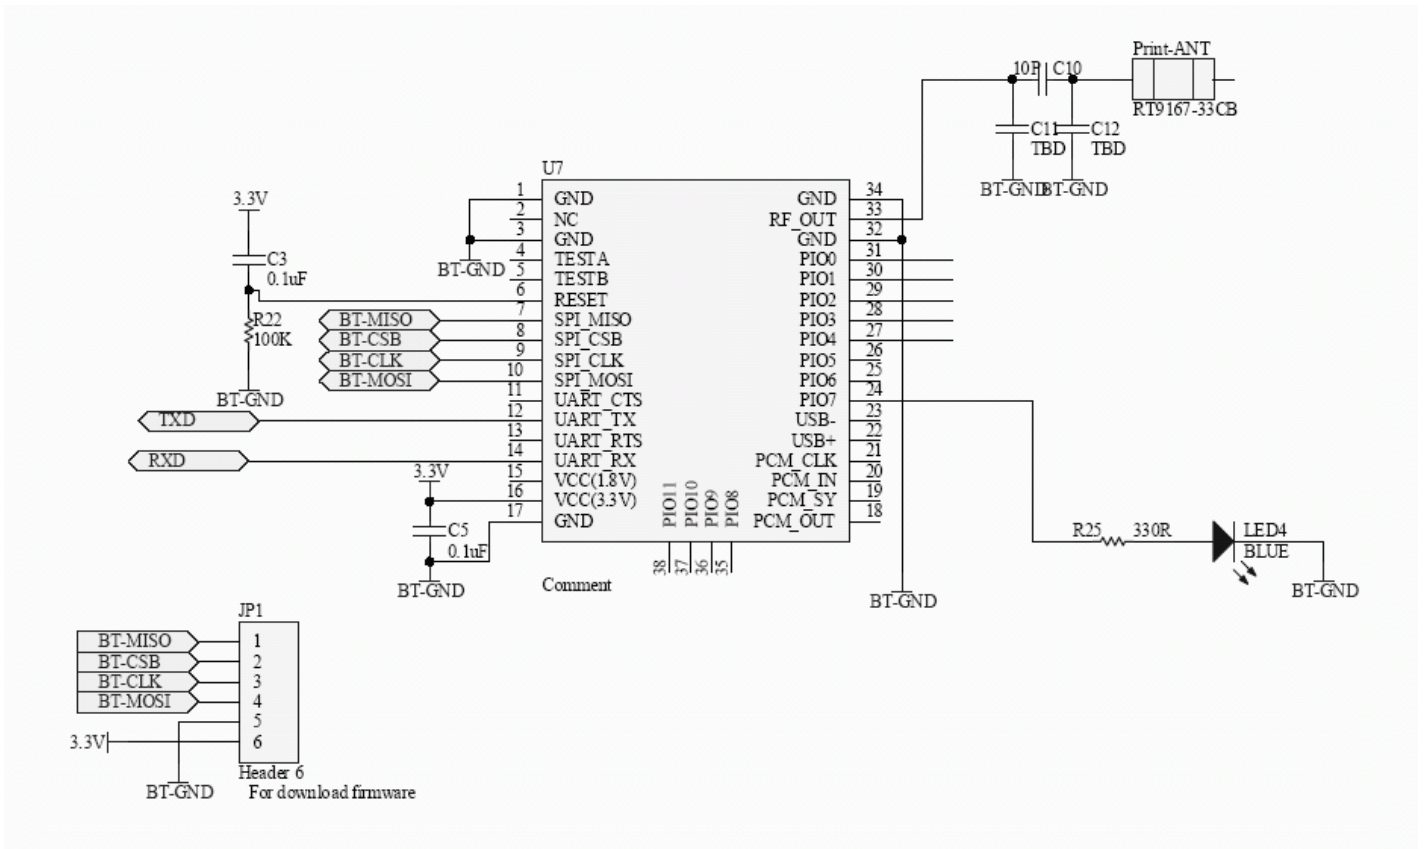 Print-ANT
10P C10
RT9167-33CB
C11 C12
TBD TBD
BT-GND BT-GND
U7
3.3V
C3
0.1uF
R22
100K
BT-GND
BT-GND
1 GND
2 NC
3 GND
4 TESTA
5 TESTB
6 RESET
BT-MISO 7 SPI_MISO
BT-CSB 8 SPI_CSB
BT-CLK 9 SPI_CLK
BT-MOSI 10 SPI_MOSI
11 UART_CTS
TXD 12 UART_TX
13 UART_RTS
RXD 14 UART_RX
15 VCC(1.8V)
16 VCC(3.3V)
17 GND
3.3V
C5
0.1uF
BT-GND
GND 34
RF_OUT 33
GND 32
PIO0 31
PIO1 30
PIO2 29
PIO3 28
PIO4 27
PIO5 26
PIO6 25
PIO7 24
USB- 23
USB+ 22
PCM_CLK 21
PCM_IN 20
PCM_SY 19
PCM_OUT 18
PIO11 PIO10 PIO9 PIO8
38 37 36 35
Comment
BT-GND
R25 330R
LED4
BLUE
BT-GND
JP1
BT-MISO 1
BT-CSB 2
BT-CLK 3
BT-MOSI 4
5
3.3V 6
Header 6
BT-GND
For download firmware